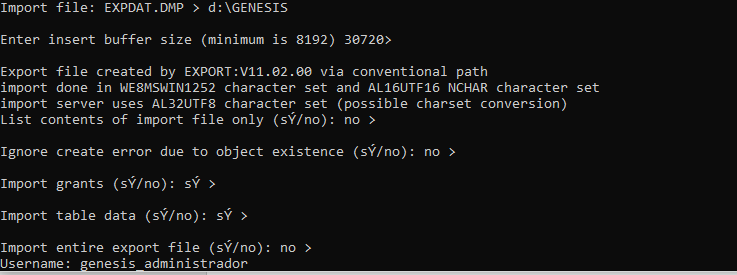 Import file: EXPDAT.DMP > d:\GENESIS
Enter insert buffer size (minimum is 8192) 30720>
Export file created by EXPORT:V11.02.00 via conventional path
import done in WE8MSWIN1252 character set and AL16UTF16 NCHAR character set
import server uses AL32UTF8 character set (possible charset conversion)
List contents of import file only (sÝ/no): no >
Ignore create error due to object existence (sÝ/no): no >
Import grants (sÝ/no): sÝ >
Import table data (sÝ/no): sÝ >
Import entire export file (sÝ/no): no >
Username: genesis_administrador